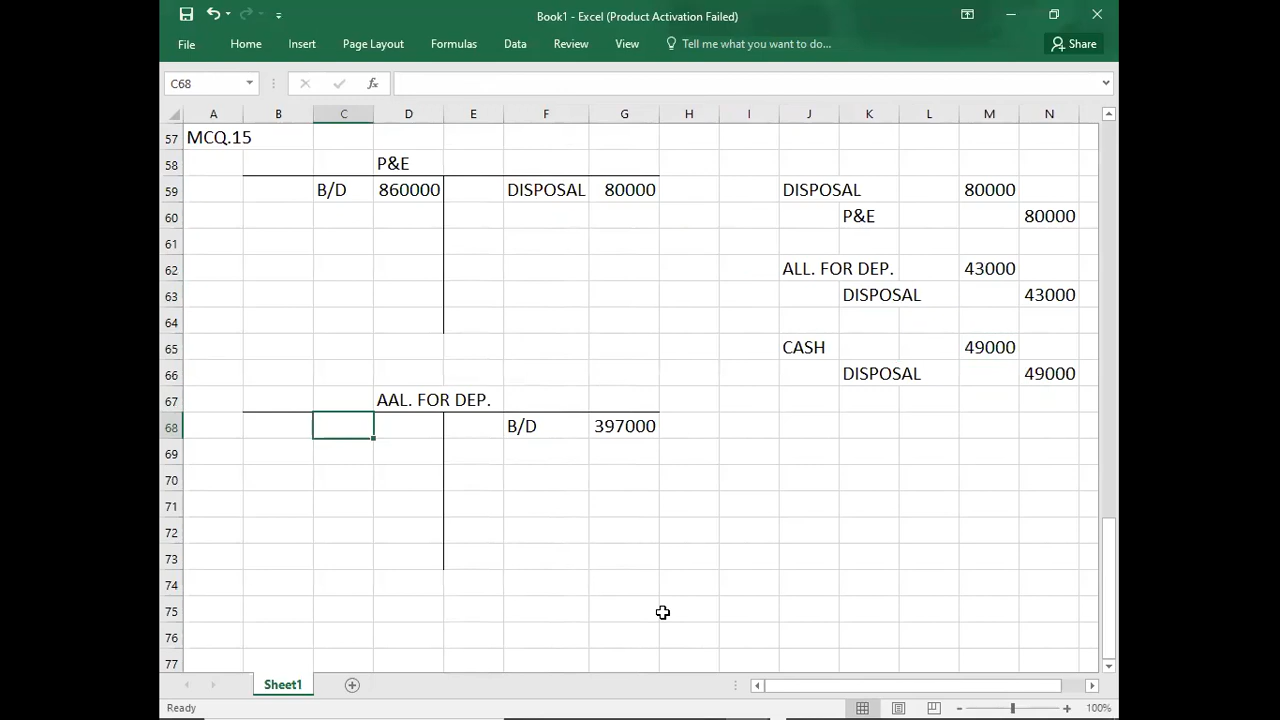 Book1 - Excel (Product Activation Failed)
File Home Insert Page Layout Formulas Data Review View Tell me what you want to do... Share
C68 fx
A B C D E F G H I J K L M N
57 MCQ.15
58 P&E
59 B/D 860000 DISPOSAL 80000 DISPOSAL 80000
60 P&E 80000
61
62 ALL. FOR DEP. 43000
63 DISPOSAL 43000
64
65 CASH 49000
66 DISPOSAL 49000
67 AAL. FOR DEP.
68 B/D 397000
69
70
71
72
73
74
75
76
77
Sheet1
Ready 100%